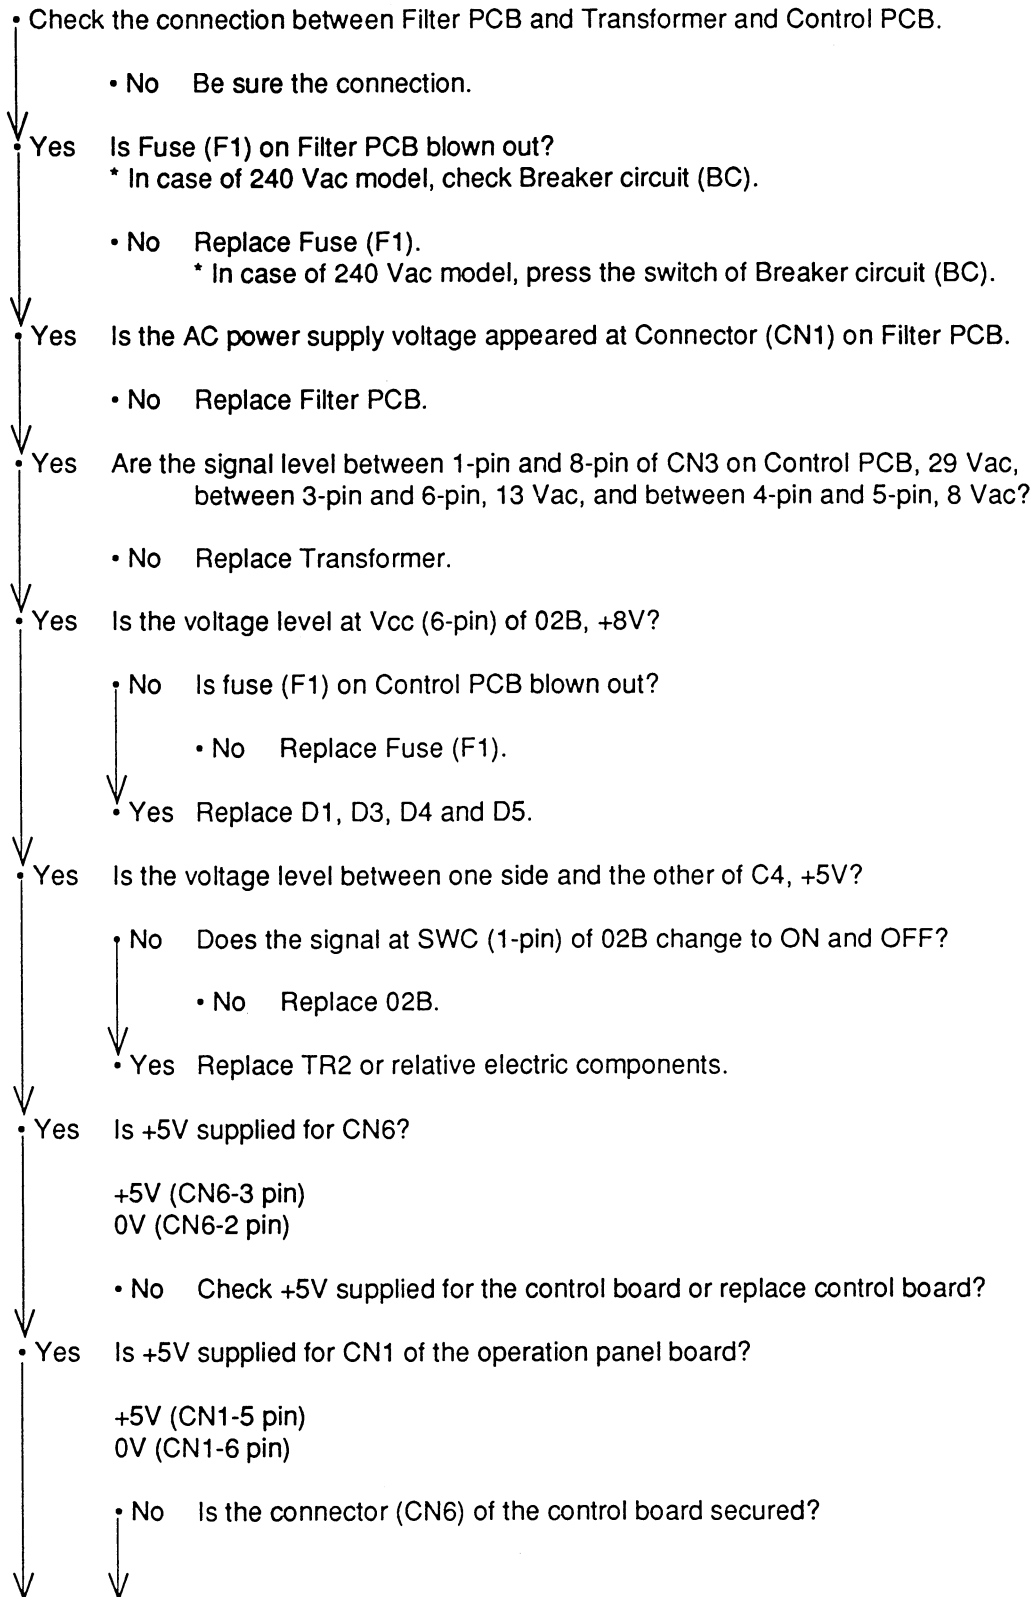 • Check the connection between Filter PCB and Transformer and Control PCB.
• No Be sure the connection.
• Yes Is Fuse (F1) on Filter PCB blown out?
* In case of 240 Vac model, check Breaker circuit (BC).
• No Replace Fuse (F1).
* In case of 240 Vac model, press the switch of Breaker circuit (BC).
• Yes Is the AC power supply voltage appeared at Connector (CN1) on Filter PCB.
• No Replace Filter PCB.
• Yes Are the signal level between 1-pin and 8-pin of CN3 on Control PCB, 29 Vac,
between 3-pin and 6-pin, 13 Vac, and between 4-pin and 5-pin, 8 Vac?
• No Replace Transformer.
• Yes Is the voltage level at Vcc (6-pin) of 02B, +8V?
• No Is fuse (F1) on Control PCB blown out?
• No Replace Fuse (F1).
• Yes Replace D1, D3, D4 and D5.
• Yes Is the voltage level between one side and the other of C4, +5V?
• No Does the signal at SWC (1-pin) of 02B change to ON and OFF?
• No Replace 02B.
• Yes Replace TR2 or relative electric components.
• Yes Is +5V supplied for CN6?
+5V (CN6-3 pin)
0V (CN6-2 pin)
• No Check +5V supplied for the control board or replace control board?
• Yes Is +5V supplied for CN1 of the operation panel board?
+5V (CN1-5 pin)
0V (CN1-6 pin)
• No Is the connector (CN6) of the control board secured?